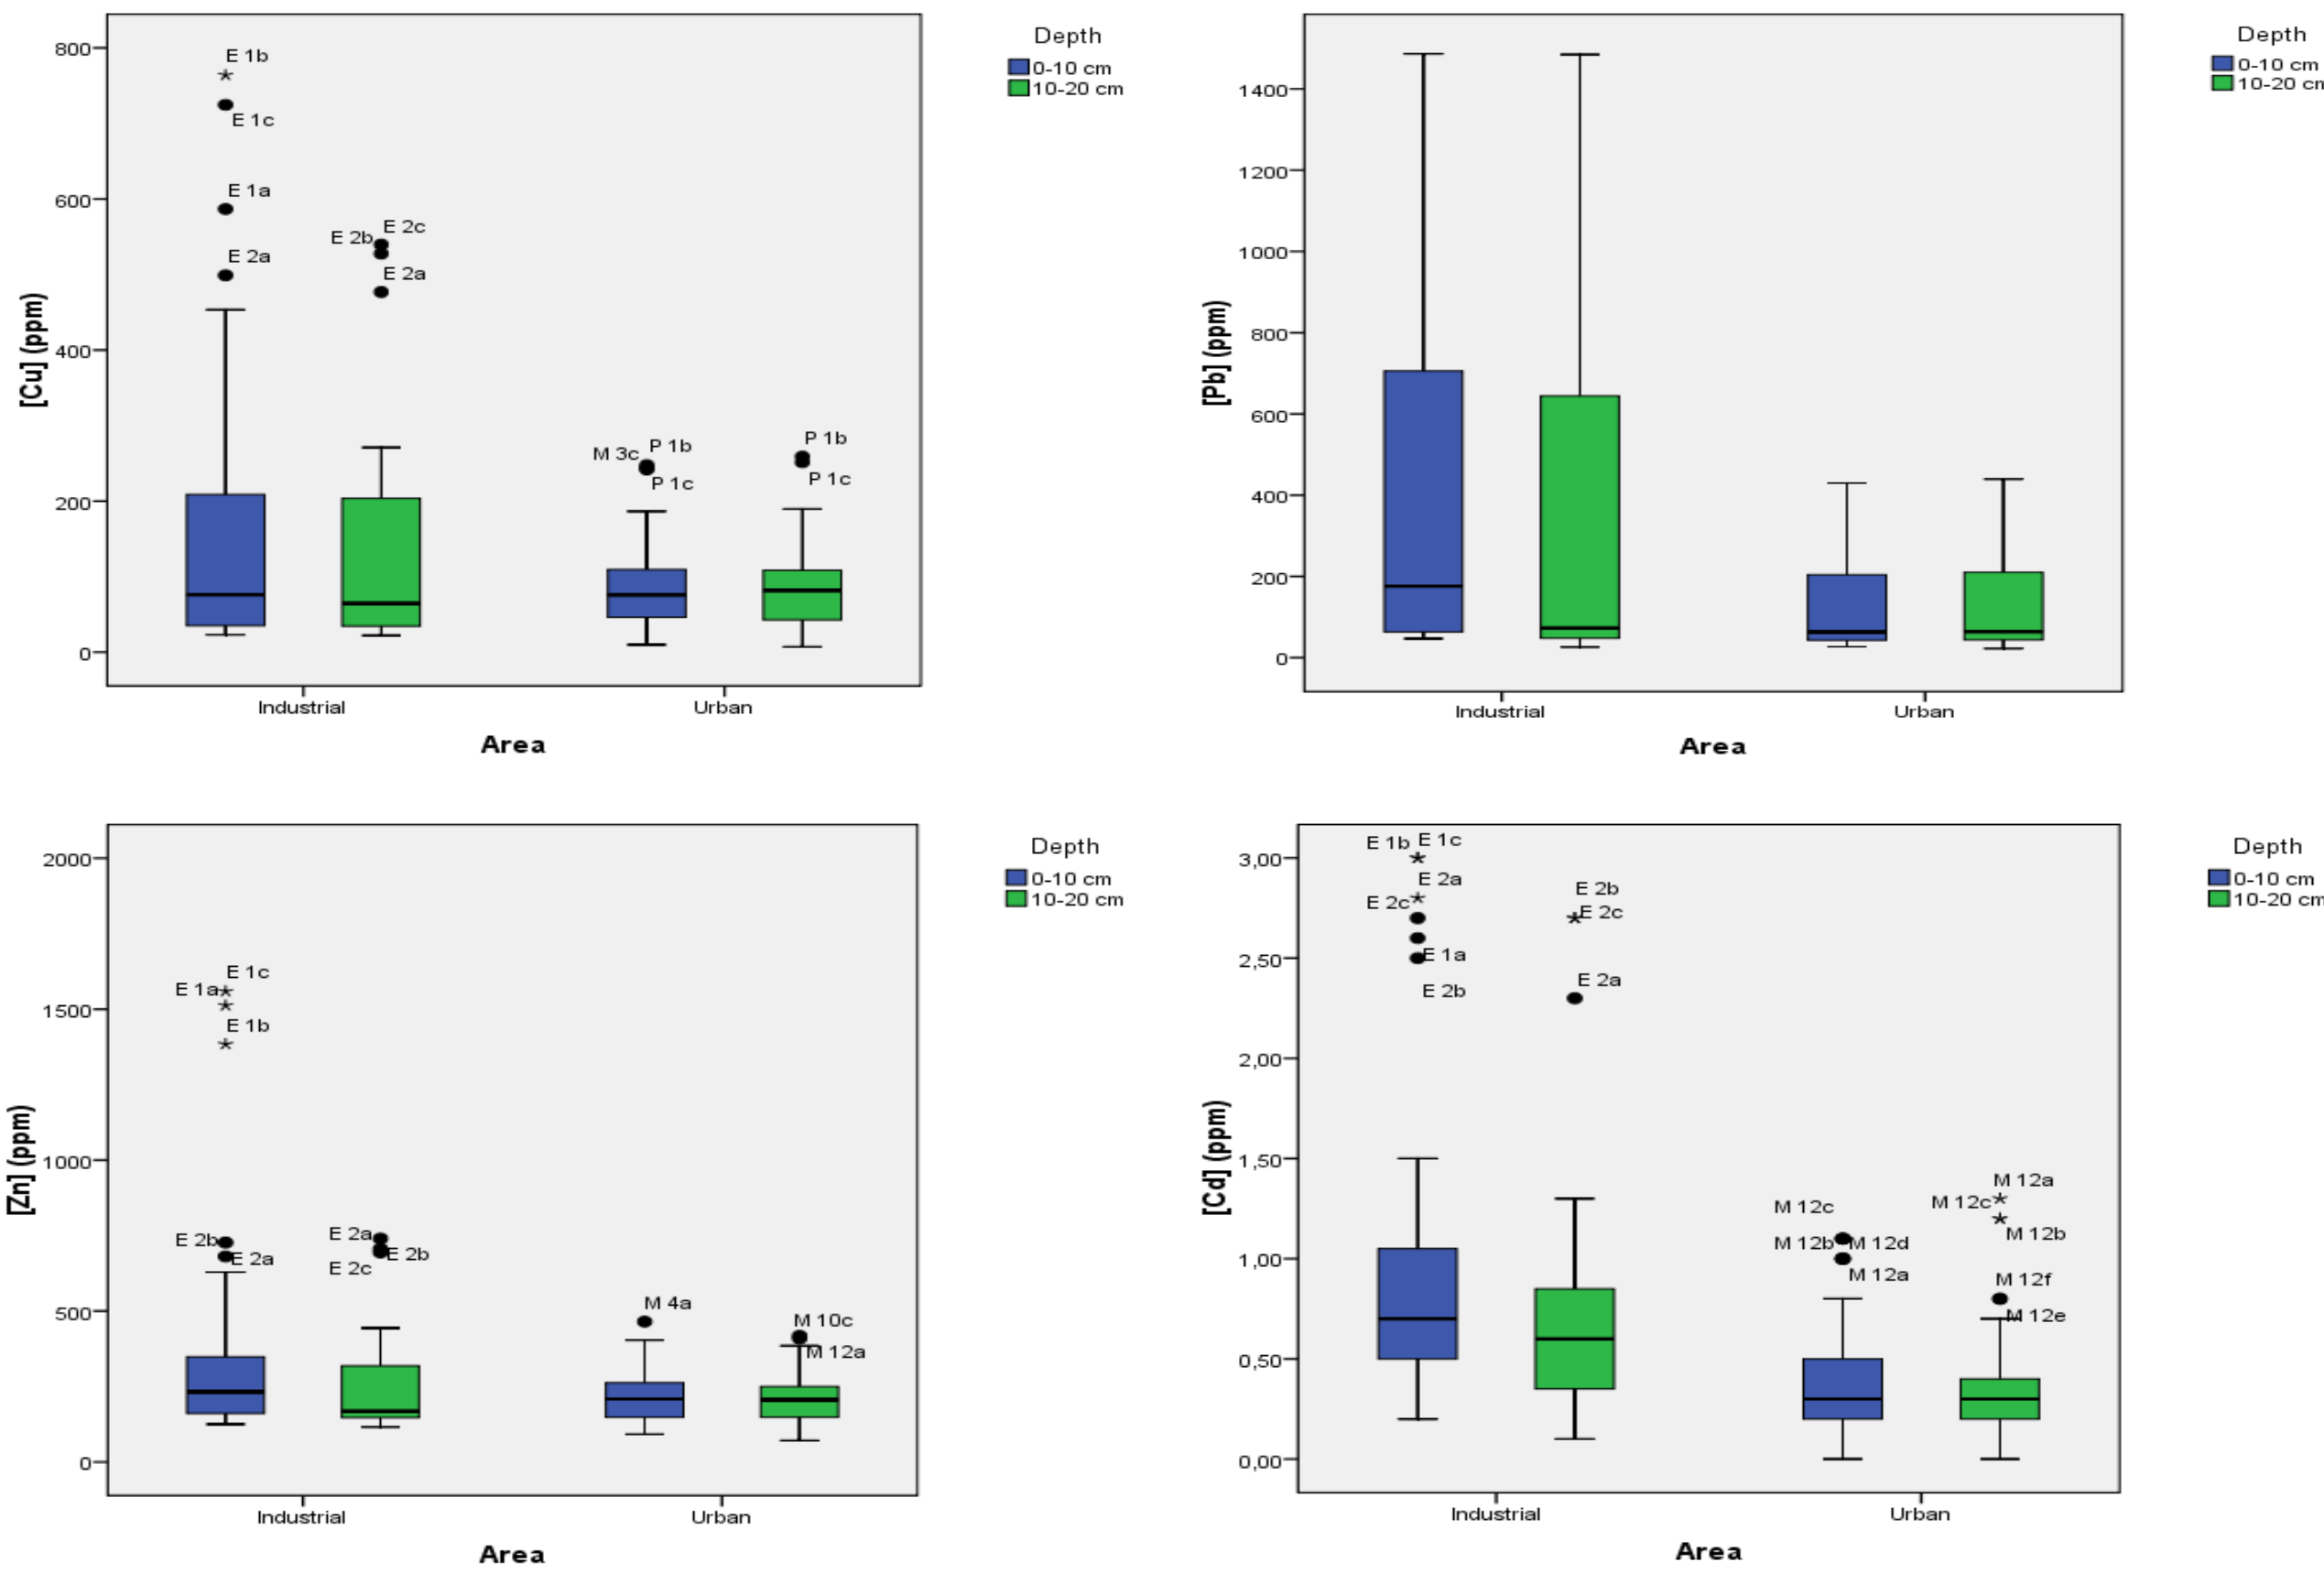 Depth
0-10 cm
10-20 cm
800
600
400
200
0
[Cu] (ppm)
E 1b
E 1c
E 1a
E 2a
E 2c
E 2b
E 2a
P 1b
M 3c
P 1c
P 1b
P 1c
Industrial
Urban
Area
Depth
0-10 cm
10-20 cm
1400
1200
1000
800
600
400
200
0
[Pb] (ppm)
Industrial
Urban
Area
Depth
0-10 cm
10-20 cm
2000
1500
1000
500
0
[Zn] (ppm)
E 1c
E 1a
E 1b
E 2b
E 2a
E 2a
E 2b
E 2c
M 4a
M 10c
M 12a
Industrial
Urban
Area
Depth
0-10 cm
10-20 cm
3,00
2,50
2,00
1,50
1,00
0,50
0,00
[Cd] (ppm)
E 1b
E 1c
E 2a
E 2c
E 1a
E 2b
E 2b
E 2c
E 2a
M 12c
M 12b
M 12d
M 12a
M 12a
M 12c
M 12b
M 12f
M 12e
Industrial
Urban
Area